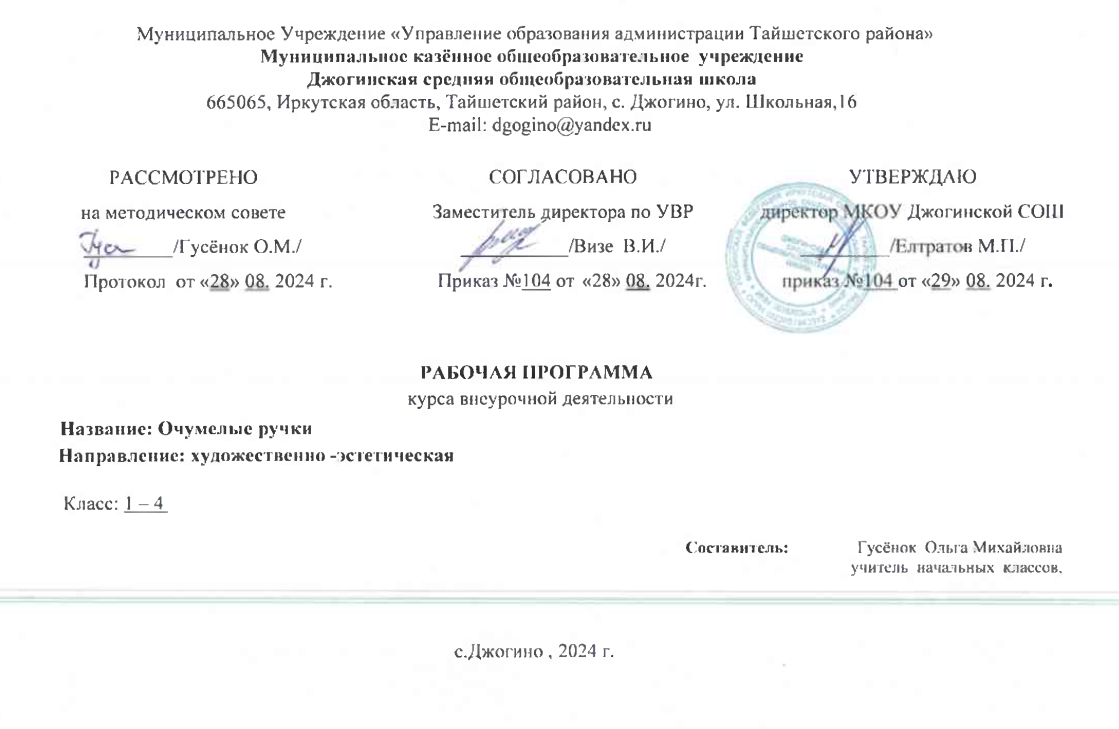 Муниципальное Учреждение «Управление образования администрации Тайшетского района»
Муниципальное казённое общеобразовательное учреждение
Джогинская средняя общеобразовательная школа
665065, Иркутская область, Тайшетский район, с. Джогино, ул. Школьная,16
E-mail: dgogino@yandex.ru
РАССМОТРЕНО СОГЛАСОВАНО УТВЕРЖДАЮ
на методическом совете Заместитель директора по УВР директор МКОУ Джогинской СОШ
/Гусёнок О.М./ /Визе В.И./ /Елтратов М.П./
Протокол от «28» 08. 2024 г. Приказ №104 от «28» 08. 2024г. приказ №104 от «29» 08. 2024 г.
РАБОЧАЯ ПРОГРАММА
курса внеурочной деятельности
Название: Очумелые ручки
Направление: художественно -эстетическая
Класс: 1 – 4
Составитель: Гусёнок Ольга Михайловна
учитель начальных классов.
с.Джогино , 2024 г.